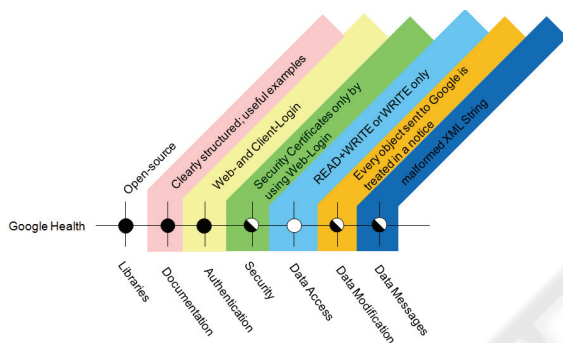 Open-source
Clearly structured: useful examples
Web-and Client-Login
Security Certificates only by
using Web-Login
READ+WRITE or WRITE only
Every object sent to Google is
treated in a notice
malformed XML String
Google Health
Libraries
Documentation
Authentication
Security
Data Access
Data Modification
Data Messages